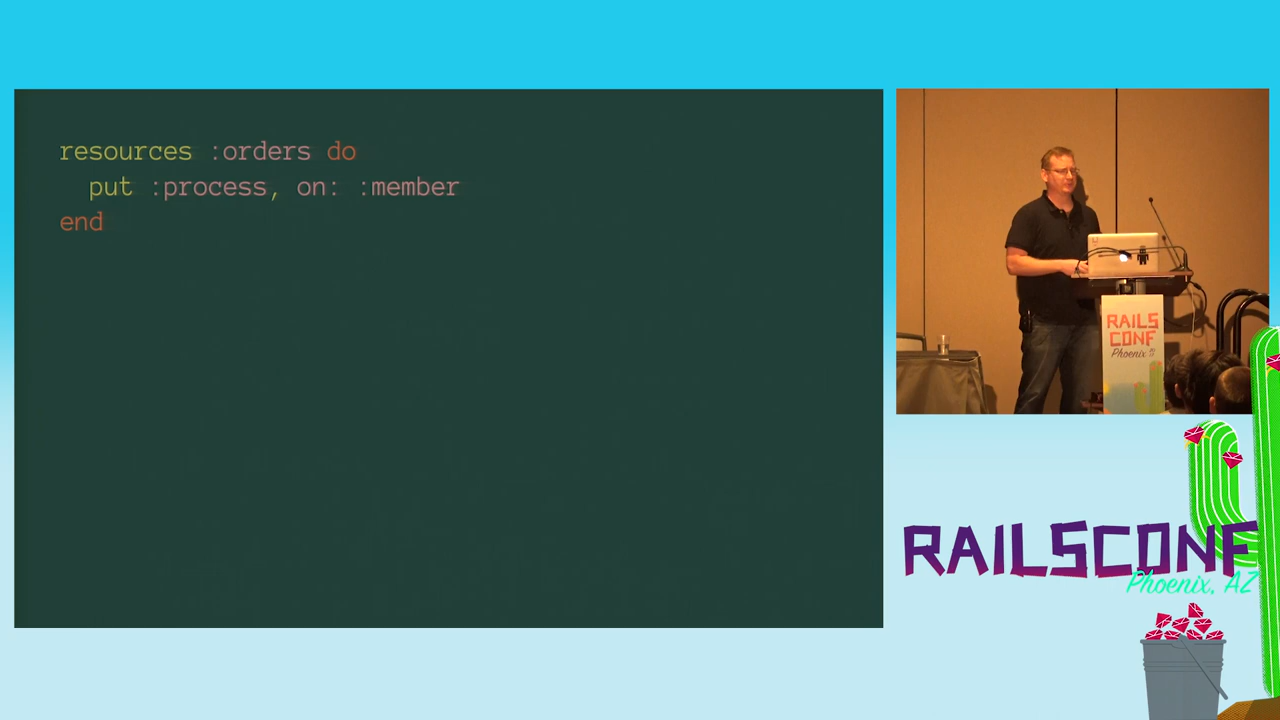 resources :orders do
  put :process, on: :member
end
RAILS
CONF
Phoenix
RAILSCONF
Phoenix, AZ